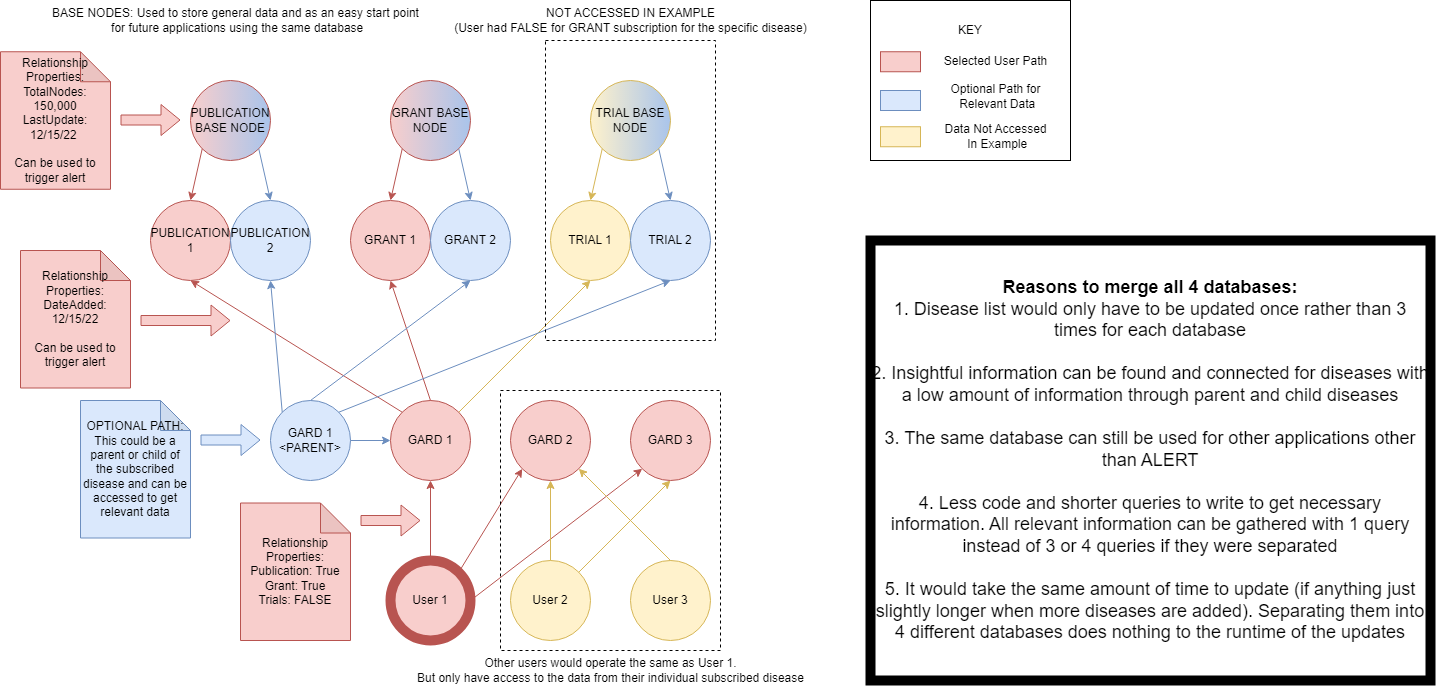 BASE NODES: Used to store general data and as an easy start point
for future applications using the same database
NOT ACCESSED IN EXAMPLE
(User had FALSE for GRANT subscription for the specific disease)
KEY
Selected User Path
Optional Path for
Relevant Data
Data Not Accessed
In Example
Relationship
Properties:
TotalNodes:
150,000
LastUpdate:
12/15/22
Can be used to
trigger alert
PUBLICATION
BASE NODE
GRANT BASE
NODE
TRIAL BASE
NODE
PUBLICATION
1
PUBLICATION
2
GRANT 1
GRANT 2
TRIAL 1
TRIAL 2
Relationship
Properties:
DateAdded:
12/15/22
Can be used to
trigger alert
OPTIONAL PATH:
This could be a
parent or child of
the subscribed
disease and can be
accessed to get
relevant data
GARD 1
<PARENT>
GARD 1
GARD 2
GARD 3
Relationship
Properties:
Publication: True
Grant: True
Trials: FALSE
User 1
User 2
User 3
Other users would operate the same as User 1.
But only have access to the data from their individual subscribed disease
Reasons to merge all 4 databases:
1. Disease list would only have to be updated once rather than 3
times for each database
2. Insightful information can be found and connected for diseases with
a low amount of information through parent and child diseases
3. The same database can still be used for other applications other
than ALERT
4. Less code and shorter queries to write to get necessary
information. All relevant information can be gathered with 1 query
instead of 3 or 4 queries if they were separated
5. It would take the same amount of time to update (if anything just
slightly longer when more diseases are added). Separating them into
4 different databases does nothing to the runtime of the updates